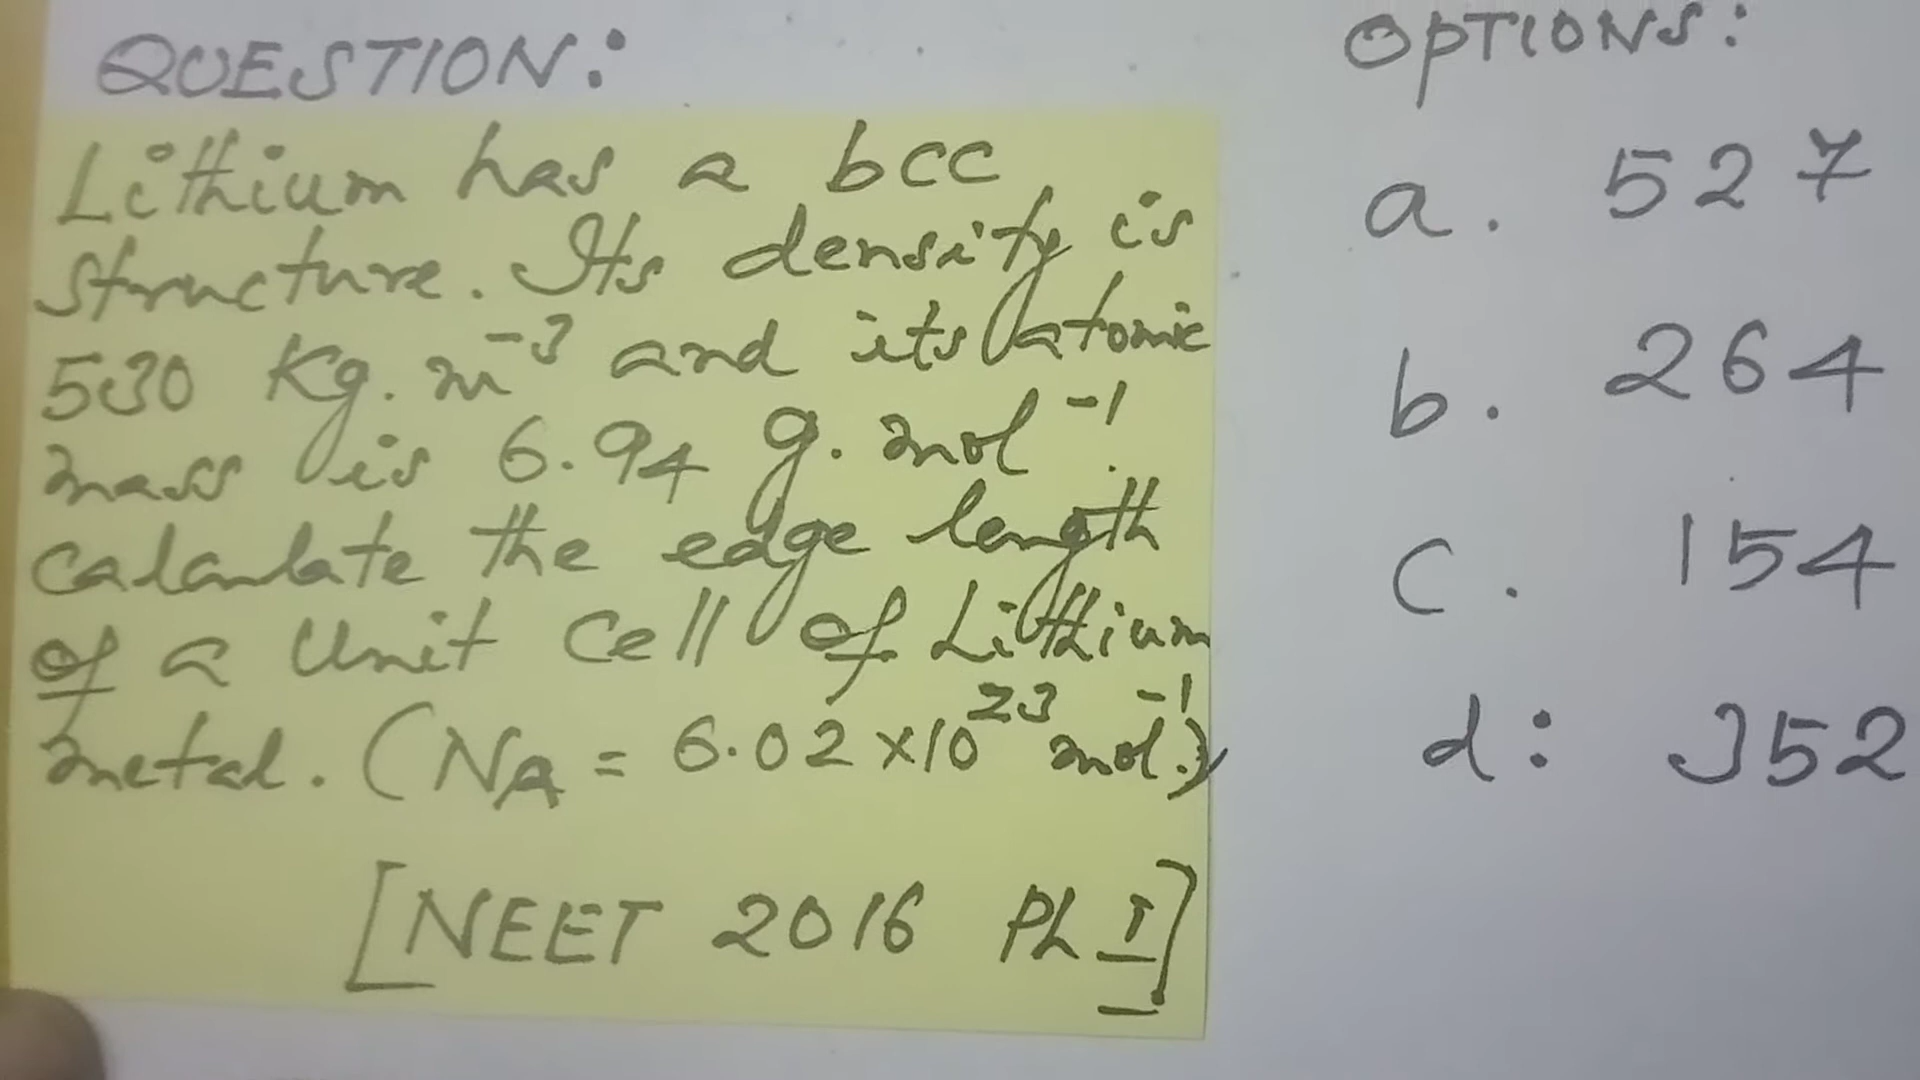 QUESTION:
Lithium has a bcc
structure. Its density is
530 Kg. m⁻³ and its atomic
mass is 6.94 g. mol⁻¹.
calculate the edge length
of a Unit Cell of Lithium
metal. (NA = 6.02 ×10²³ mol⁻¹.)
[NEET 2016 Ph I]
OPTIONS:
a. 527
b. 264
c. 154
d: 352